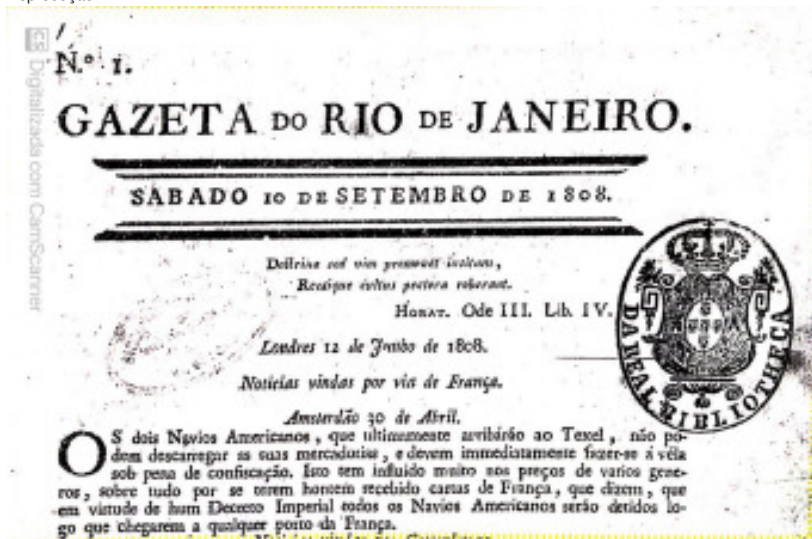 N.º 1.
GAZETA DO RIO DE JANEIRO.
SABADO 10 DE SETEMBRO DE 1808.
Doctrina sed vim promovet insitam,
Rectique cultus pectora roborant.
HORAT. Ode III. Lib. IV.
Londres 12 de Junho de 1808.
Noticias vindas por via de França.
Amsterdão 30 de Abril.
OS dois Navios Americanos, que ultimamente arribárão ao Texel, não po-
dem descarregar as suas mercadorias, e devem immediatamente fazer-se á véla
sob pena de confiscação. Isto tem influido muito nos preços de varios gene-
ros, sobre tudo por se terem hontem recebido cartas de França, que dizem, que
em virtude de hum Decreto Imperial todos os Navios Americanos serão detidos lo-
go que chegarem a qualquer porto da França.
Noticias vindas por
DA REAL BIBLIOTHECA
CS Digitalizada com CamScanner